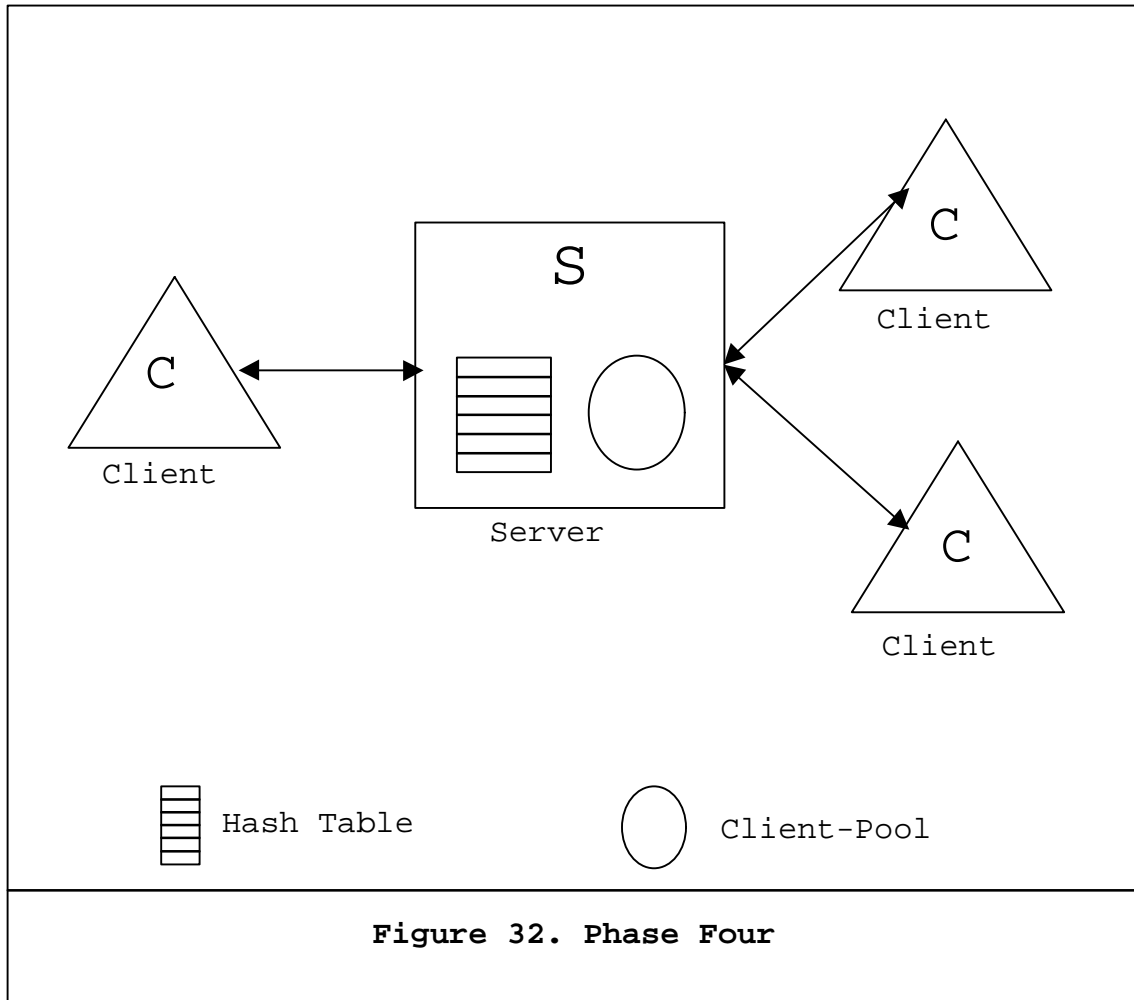 C
Client
S
Server
C
Client
C
Client
Hash Table
Client-Pool
Figure 32. Phase Four